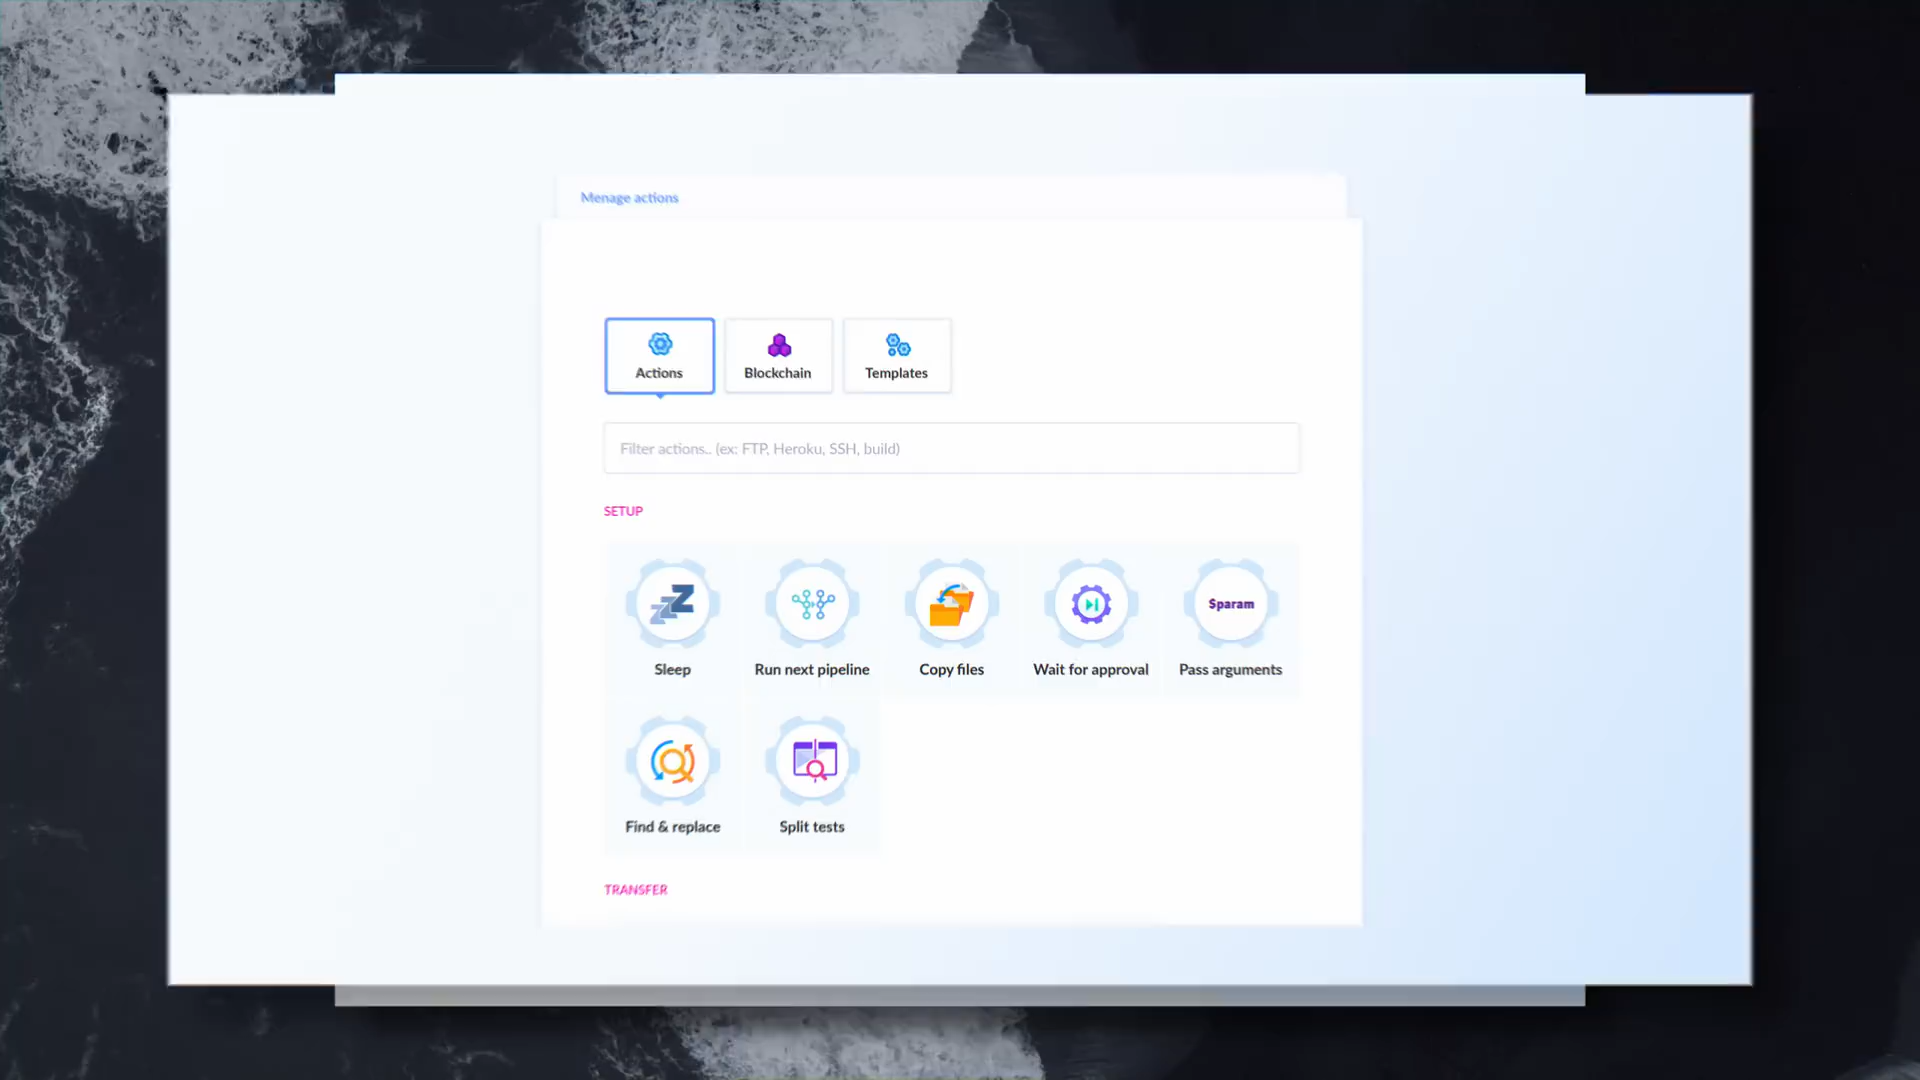 Menage actions
Actions
Blockchain
Templates
Filter actions.. (ex: FTP, Heroku, SSH, build)
SETUP
$param
Sleep
Run next pipeline
Copy files
Wait for approval
Pass arguments
Find & replace
Split tests
TRANSFER